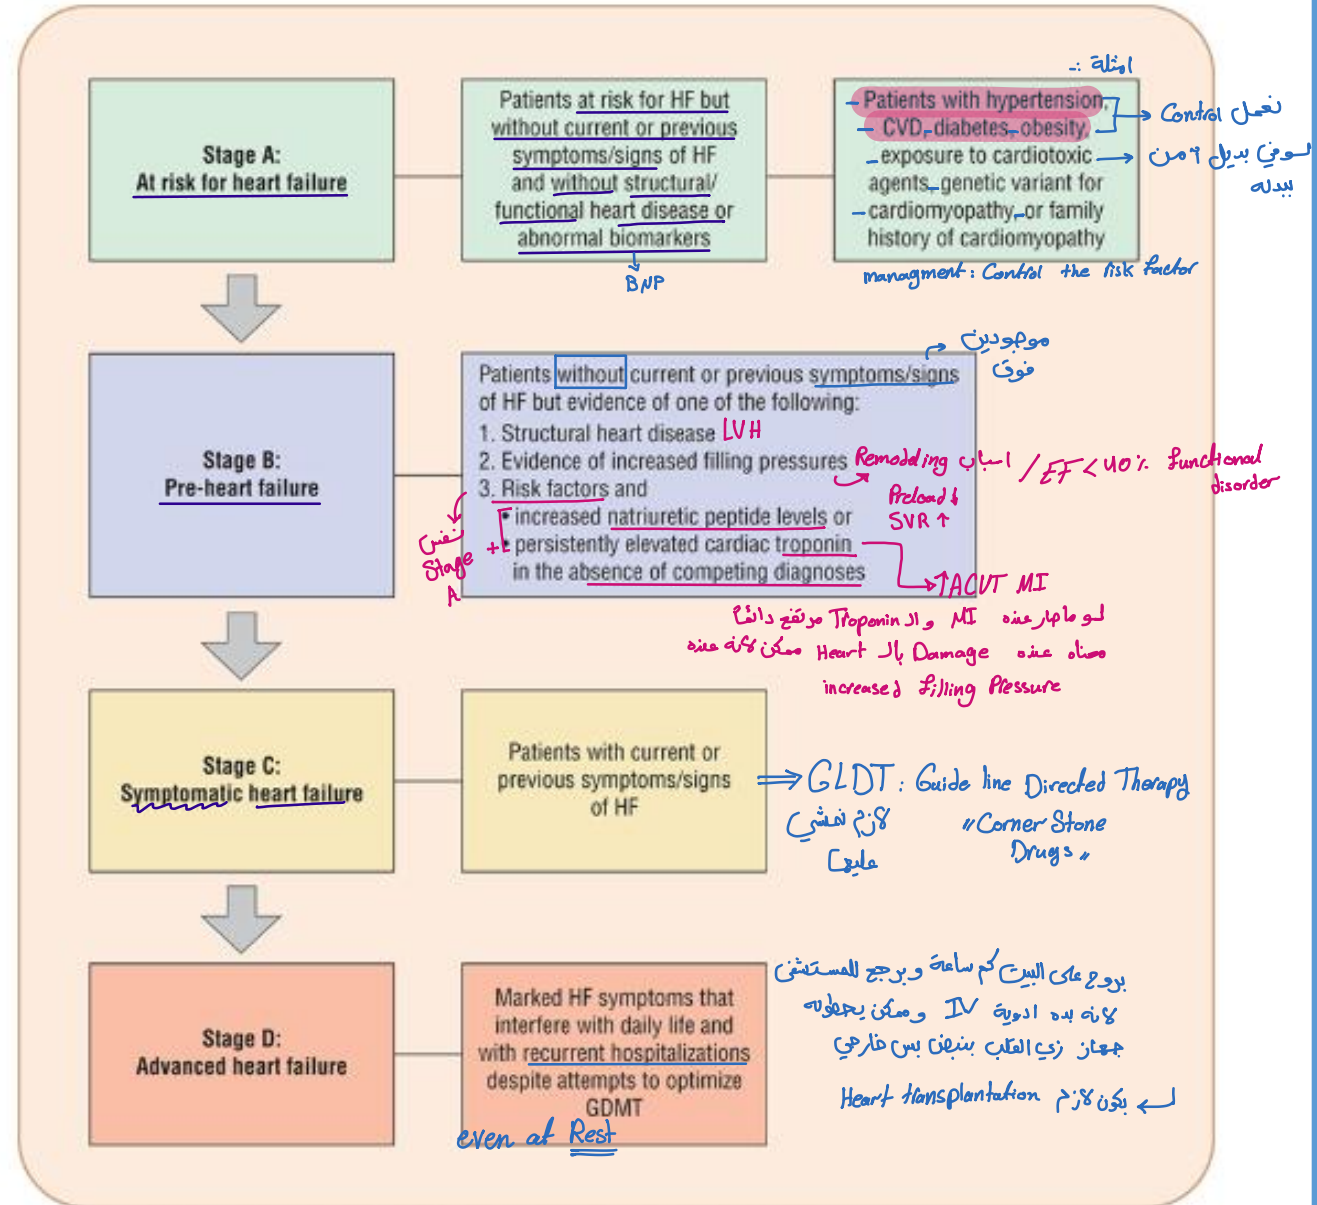 Stage A:
At risk for heart failure
Patients at risk for HF but
without current or previous
symptoms/signs of HF
and without structural/
functional heart disease or
abnormal biomarkers
BNP
امثلة :-
- Patients with hypertension,
- CVD, diabetes, obesity,
exposure to cardiotoxic
agents, genetic variant for
cardiomyopathy, or family
history of cardiomyopathy
نعمل Control
لو في بديل آمن
ببدله
managment: Control the risk factor
Stage B:
Pre-heart failure
Patients without current or previous symptoms/signs
of HF but evidence of one of the following:
1. Structural heart disease LVH
2. Evidence of increased filling pressures
3. Risk factors and
• increased natriuretic peptide levels or
• persistently elevated cardiac troponin
in the absence of competing diagnoses
موجودين
فوق
Remodeling اسباب / EF < 40% functional
disorder
Preload ↓
SVR ↑
نفس
Stage
A
+
↑ ACUT MI
لو ما صار عنده MI والـ Troponin مرتفع دائمًا
معناه عنده Damage بالـ Heart ممكن لأنه عنده
increased filling Pressure
Stage C:
Symptomatic heart failure
Patients with current or
previous symptoms/signs
of HF
GLDT: Guide line Directed Therapy
لازم نمشي
عليها
"Corner Stone
Drugs"
Stage D:
Advanced heart failure
Marked HF symptoms that
interfere with daily life and
with recurrent hospitalizations
despite attempts to optimize
GDMT
even at Rest
بروح على البيت كم ساعة وبرجع للمستشفى
لانه بده ادوية IV وممكن يحطوله
جهاز زي القلب بنبض بس خارجي
بكون لازم Heart transplantation